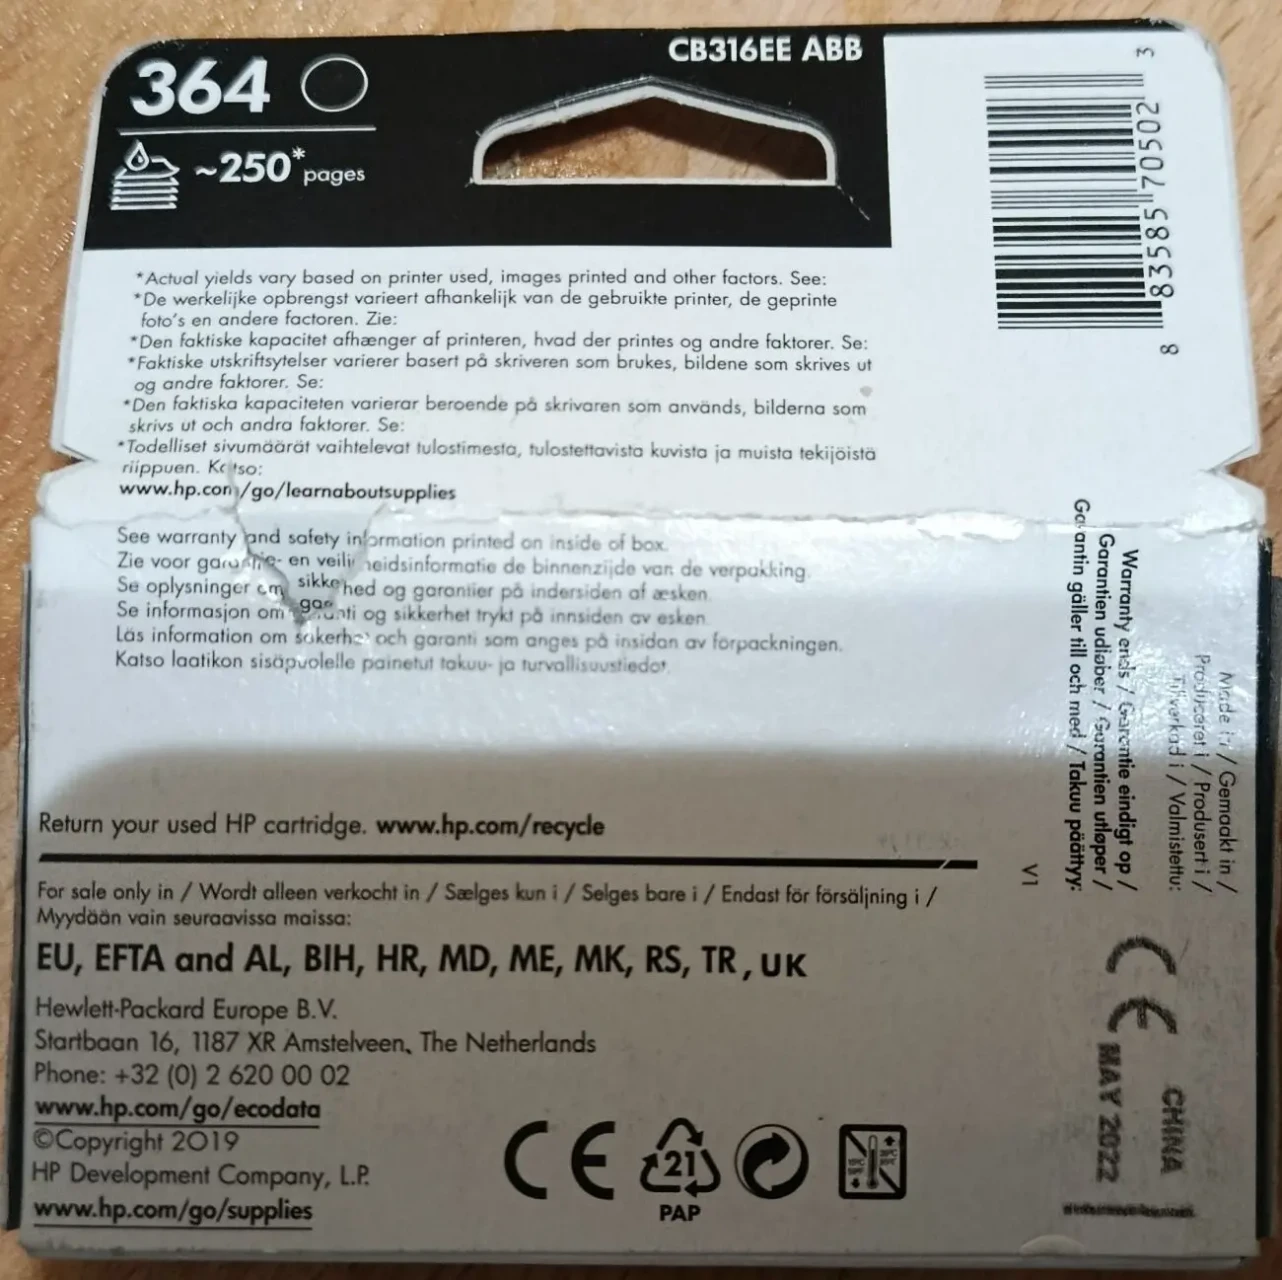 364
CB316EE ABB
~250* pages
*Actual yields vary based on printer used, images printed and other factors. See:
*De werkelijke opbrengst varieert afhankelijk van de gebruikte printer, de geprinte
foto's en andere factoren. Zie:
*Den faktiske kapacitet afhænger af printeren, hvad der printes og andre faktorer. Se:
*Faktiske utskriftsytelser varierer basert på skriveren som brukes, bildene som skrives ut
og andre faktorer. Se:
*Den faktiska kapaciteten varierar beroende på skrivaren som används, bilderna som
skrivs ut och andra faktorer. Se:
*Todelliset sivumäärät vaihtelevat tulostimesta, tulostettavista kuvista ja muista tekijöistä
riippuen. Katso:
www.hp.com/go/learnaboutsupplies
See warranty and safety information printed on inside of box.
Zie voor garantie- en veiligheidsinformatie de binnenzijde van de verpakking.
Se oplysninger om sikkerhed og garantier på indersiden af æsken.
Se informasjon om garanti og sikkerhet trykt på innsiden av esken.
Läs information om säkerhet och garanti som anges på insidan av förpackningen.
Katso laatikon sisäpuolelle painetut takuu- ja turvallisuustiedot.
Return your used HP cartridge. www.hp.com/recycle
For sale only in / Wordt alleen verkocht in / Sælges kun i / Selges bare i / Endast för försäljning i /
Myydään vain seuraavissa maissa:
EU, EFTA and AL, BIH, HR, MD, ME, MK, RS, TR, UK
Hewlett-Packard Europe B.V.
Startbaan 16, 1187 XR Amstelveen, The Netherlands
Phone: +32 (0) 2 620 00 02
www.hp.com/go/ecodata
©Copyright 2019
HP Development Company, L.P.
www.hp.com/go/supplies
CE
21
PAP
8 83585 70502 3
Made in / Gemaakt in /
Produceret i / Produsert i /
Tillverkad i / Valmistettu:
CHINA
Warranty ends / Garantie eindigt op /
Garantien udløber / Garantien utløper /
Garantin gäller till och med / Takuu päättyy:
MAY 2022
CE
V1